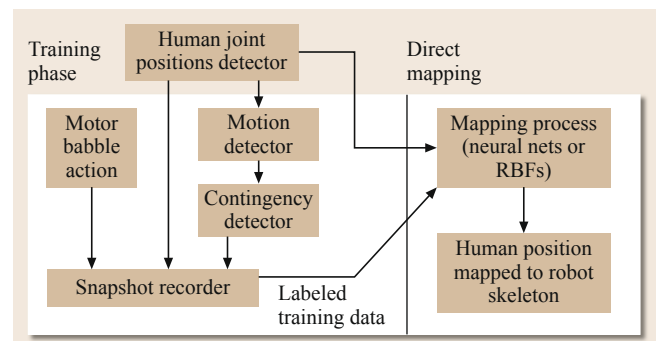 Training
phase
Human joint
positions detector
Direct
mapping
Motor
babble
action
Motion
detector
Contingency
detector
Snapshot recorder
Labeled
training data
Mapping process
(neural nets or
RBFs)
Human position
mapped to robot
skeleton